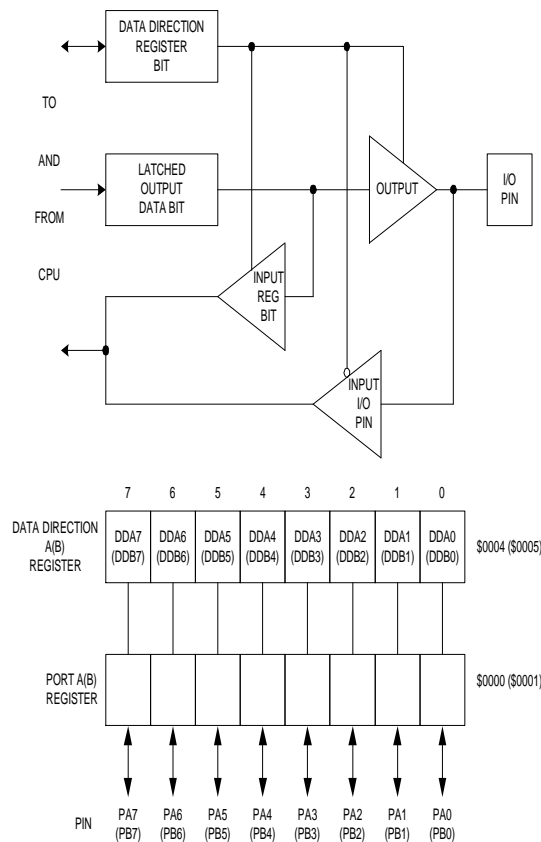 DATA DIRECTION
REGISTER
BIT
TO
AND
FROM
CPU
LATCHED
OUTPUT
DATA BIT
OUTPUT
I/O
PIN
INPUT
REG
BIT
INPUT
I/O
PIN
7 6 5 4 3 2 1 0
DATA DIRECTION
A(B)
REGISTER
DDA7 DDA6 DDA5 DDA4 DDA3 DDA2 DDA1 DDA0
(DDB7) (DDB6) (DDB5) (DDB4) (DDB3) (DDB2) (DDB1) (DDB0)
$0004 ($0005)
PORT A(B)
REGISTER
$0000 ($0001)
PIN
PA7 PA6 PA5 PA4 PA3 PA2 PA1 PA0
(PB7) (PB6) (PB5) (PB4) (PB3) (PB2) (PB1) (PB0)